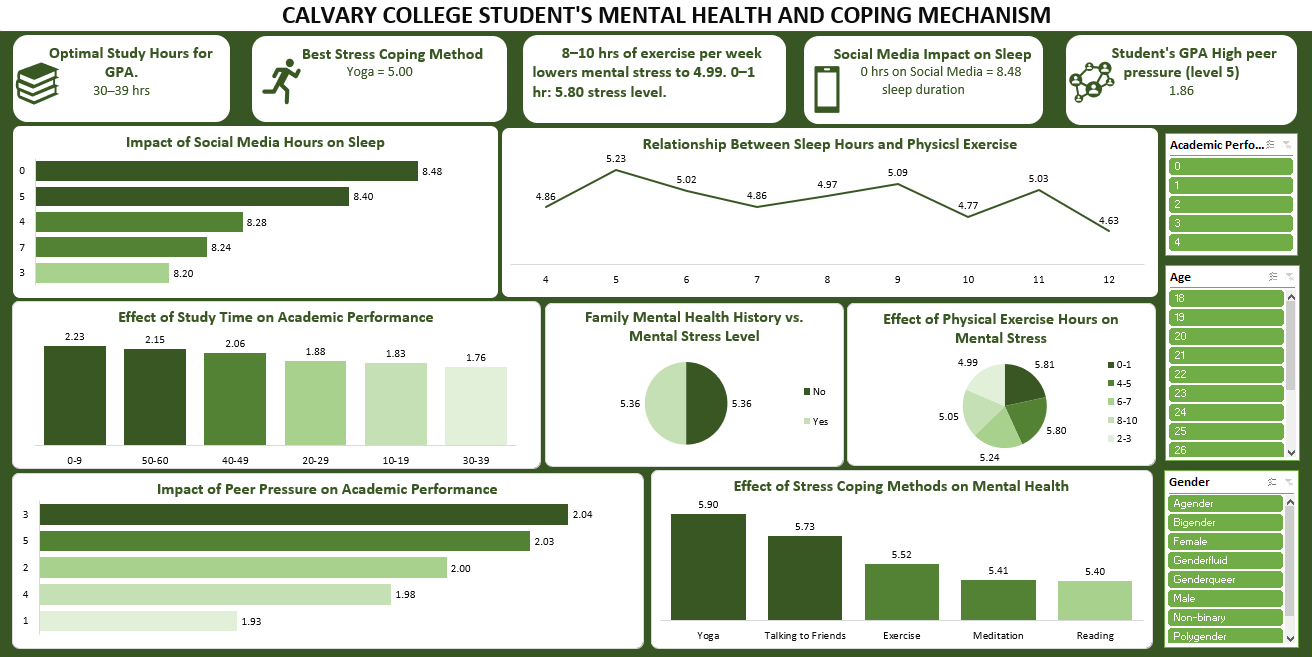 CALVARY COLLEGE STUDENT'S MENTAL HEALTH AND COPING MECHANISM
Optimal Study Hours for
GPA.
30–39 hrs
Best Stress Coping Method
Yoga = 5.00
8–10 hrs of exercise per week
lowers mental stress to 4.99. 0–1
hr: 5.80 stress level.
Social Media Impact on Sleep
0 hrs on Social Media = 8.48
sleep duration
Student's GPA High peer
pressure (level 5)
1.86
Impact of Social Media Hours on Sleep
0 8.48
5 8.40
4 8.28
7 8.24
3 8.20
Relationship Between Sleep Hours and Physicsl Exercise
4.86 5.23 5.02 4.86 4.97 5.09 4.77 5.03 4.63
4 5 6 7 8 9 10 11 12
Academic Perfo...
0
1
2
3
4
Effect of Study Time on Academic Performance
2.23 2.15 2.06 1.88 1.83 1.76
0-9 50-60 40-49 20-29 10-19 30-39
Family Mental Health History vs.
Mental Stress Level
5.36 5.36
No
Yes
Effect of Physical Exercise Hours on
Mental Stress
4.99 5.81
5.05 5.80
5.24
0-1
4-5
6-7
8-10
2-3
Age
18
19
20
21
22
23
24
25
26
Impact of Peer Pressure on Academic Performance
3 2.04
5 2.03
2 2.00
4 1.98
1 1.93
Effect of Stress Coping Methods on Mental Health
5.90 5.73 5.52 5.41 5.40
Yoga Talking to Friends Exercise Meditation Reading
Gender
Agender
Bigender
Female
Genderfluid
Genderqueer
Male
Non-binary
Polygender